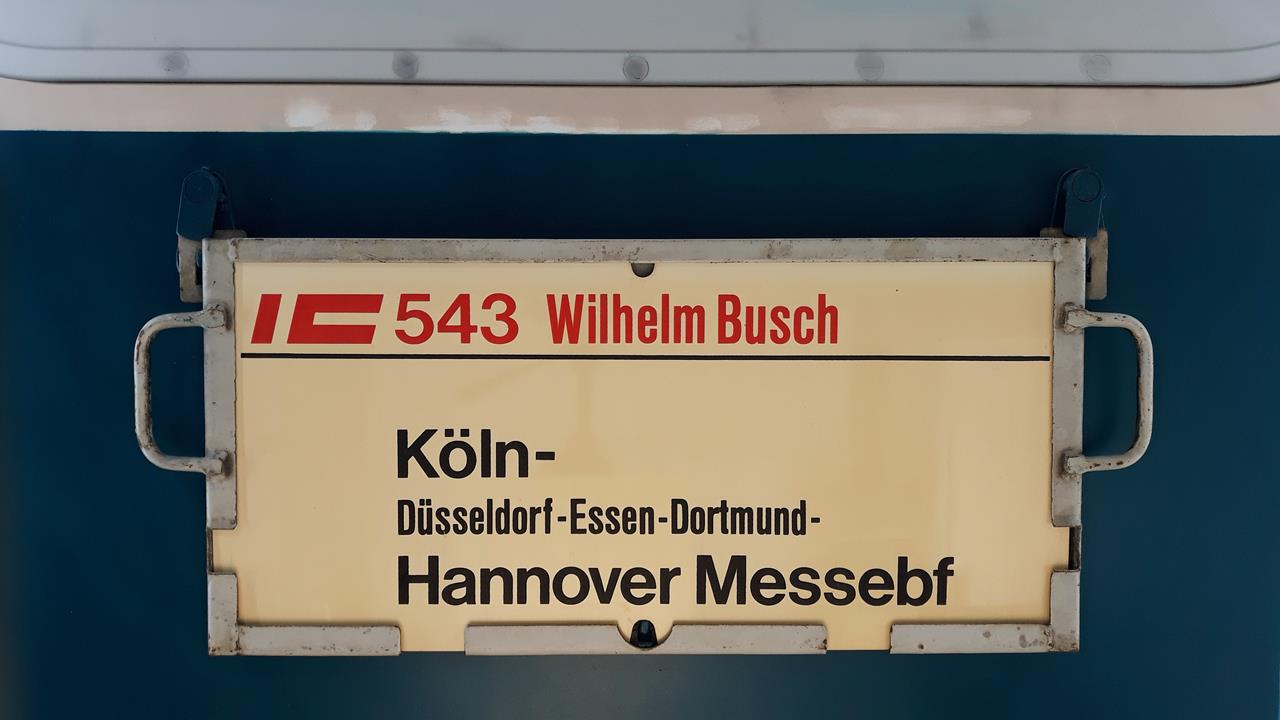 IC 543 Wilhelm Busch
Köln-
Düsseldorf-Essen-Dortmund-
Hannover Messebf